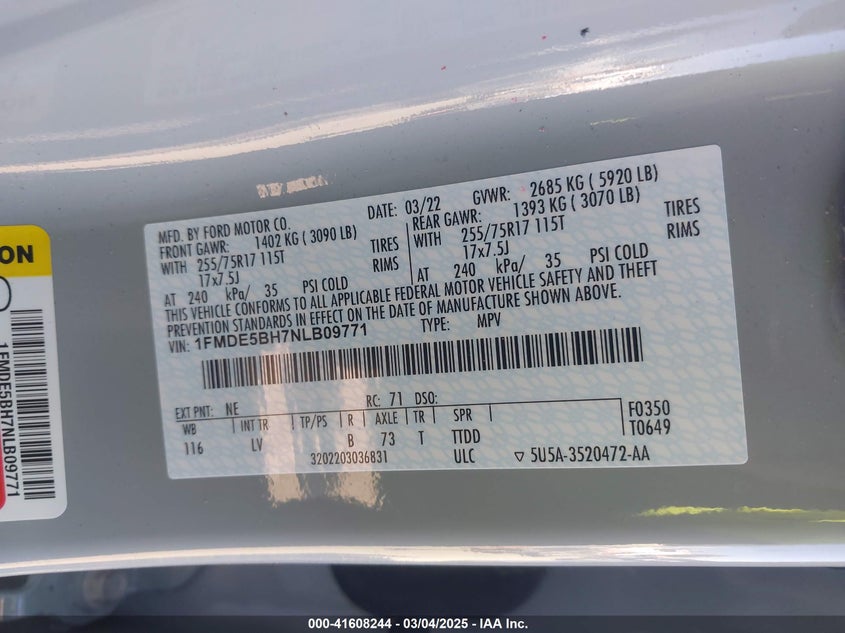 MFD. BY FORD MOTOR CO.
DATE: 03/22
GVWR: 2685 KG ( 5920 LB)
FRONT GAWR: 1402 KG ( 3090 LB)
REAR GAWR: 1393 KG ( 3070 LB)
WITH 255/75R17 115T TIRES
WITH 255/75R17 115T TIRES
17x7.5J RIMS
17x7.5J RIMS
AT 240 kPa/ 35 PSI COLD
AT 240 kPa/ 35 PSI COLD
THIS VEHICLE CONFORMS TO ALL APPLICABLE FEDERAL MOTOR VEHICLE SAFETY AND THEFT
PREVENTION STANDARDS IN EFFECT ON THE DATE OF MANUFACTURE SHOWN ABOVE.
VIN: 1FMDE5BH7NLB09771
TYPE: MPV
EXT PNT: NE RC: 71 DSO:
WB INT TR TP/PS R AXLE TR SPR
116 LV B 73 T TTDD
3202203036831 ULC
F0350
T0649
▽ 5U5A-3520472-AA
ON
1FMDE5BH7NLB09771
000-41608244 - 03/04/2025 - IAA Inc.